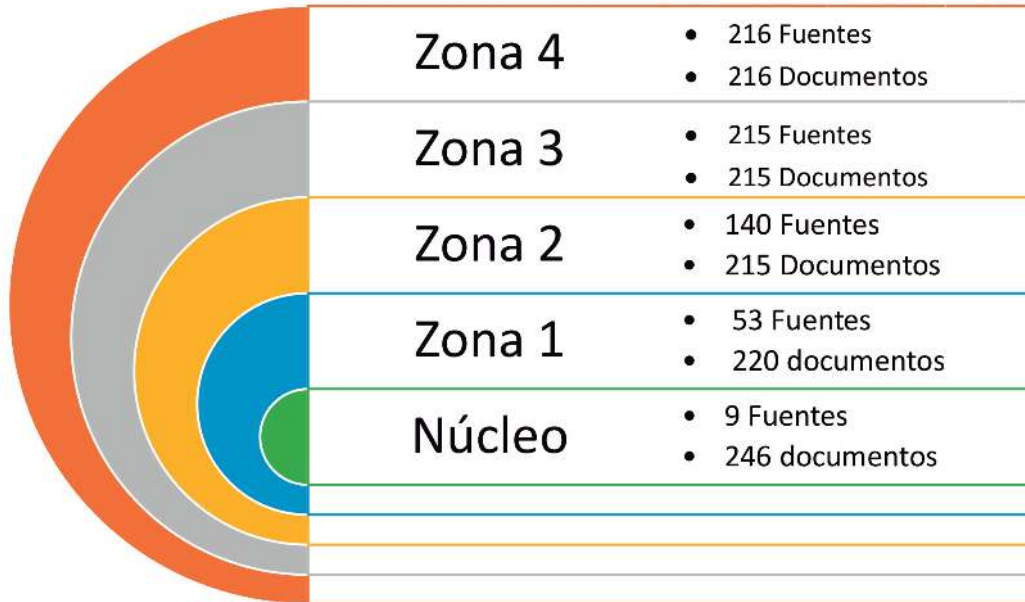 Zona 4
• 216 Fuentes
• 216 Documentos
Zona 3
• 215 Fuentes
• 215 Documentos
Zona 2
• 140 Fuentes
• 215 Documentos
Zona 1
• 53 Fuentes
• 220 documentos
Núcleo
• 9 Fuentes
• 246 documentos